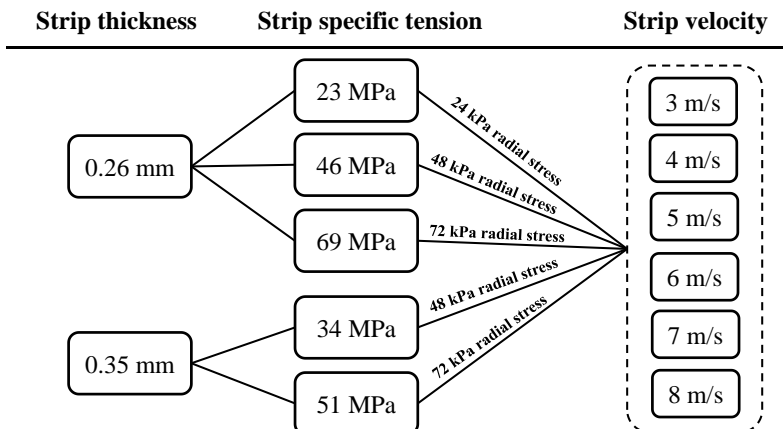 Strip thickness Strip specific tension Strip velocity
23 MPa
24 kPa radial stress
3 m/s
0.26 mm
46 MPa
48 kPa radial stress
4 m/s
69 MPa
72 kPa radial stress
5 m/s
6 m/s
34 MPa
48 kPa radial stress
7 m/s
0.35 mm
51 MPa
72 kPa radial stress
8 m/s